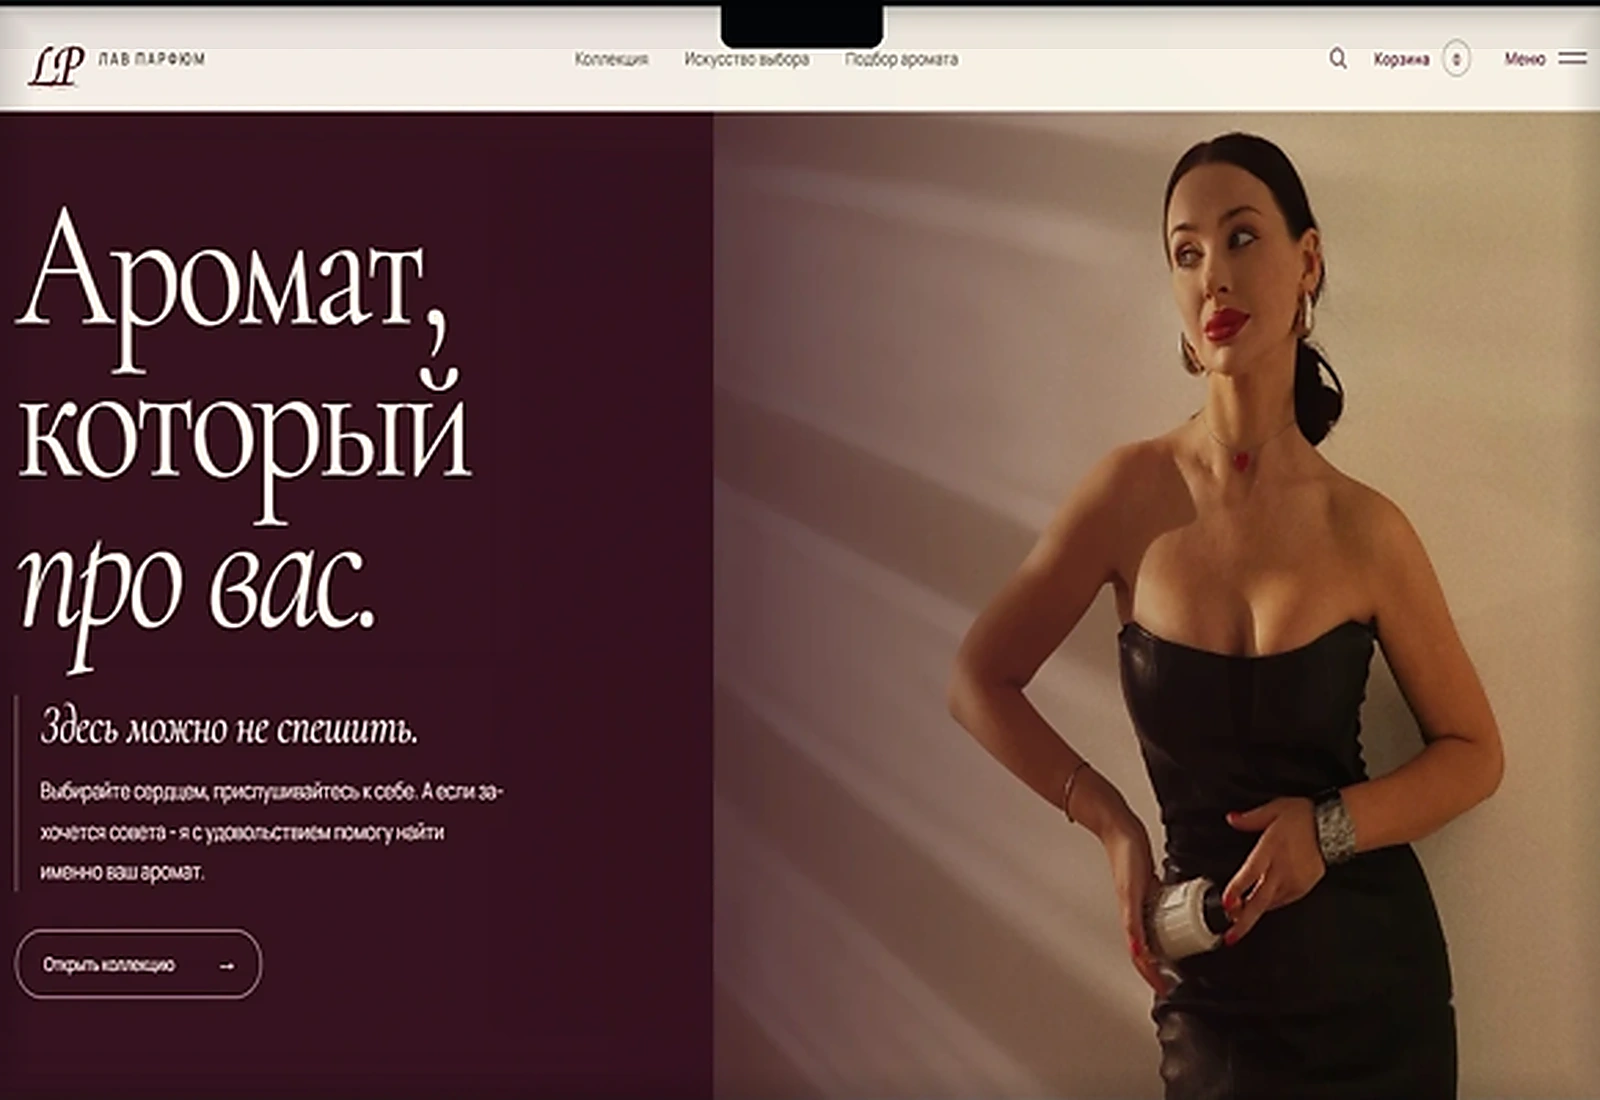 LP ЛАВ ПАРФЮМ
Коллекция Искусство выбора Подбор аромата
Корзина 0 Меню
Аромат,
который
про вас.
Здесь можно не спешить.
Выбирайте сердцем, прислушивайтесь к себе. А если за-
хочется совета - я с удовольствием помогу найти
именно ваш аромат.
Открыть коллекцию →